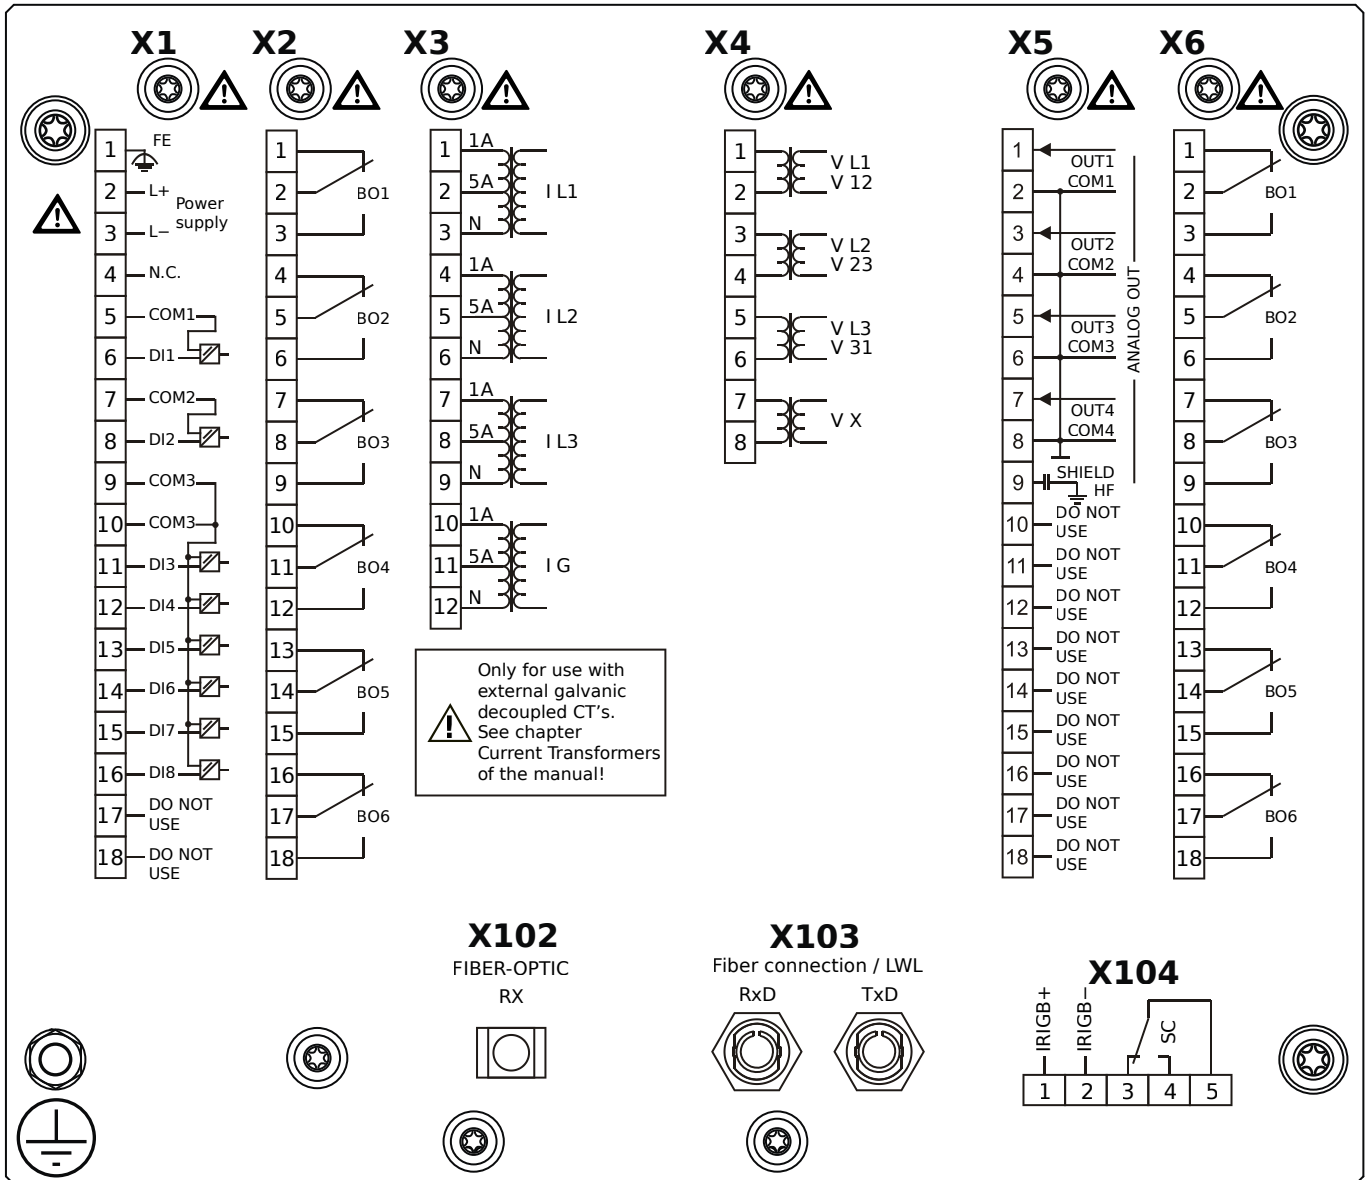 X1
X2
X3
X4
X5
X6
1 FE
2 L+
Power
supply
3 L−
4 N.C.
5 COM1
6 DI1
7 COM2
8 DI2
9 COM3
10 COM3
11 DI3
12 DI4
13 DI5
14 DI6
15 DI7
16 DI8
17 DO NOT
USE
18 DO NOT
USE
1
2 BO1
3
4
5 BO2
6
7
8 BO3
9
10
11 BO4
12
13
14 BO5
15
16
17 BO6
18
1 1A
2 5A I L1
3 N
4 1A
5 5A I L2
6 N
7 1A
8 5A I L3
9 N
10 1A
11 5A I G
12 N
Only for use with
external galvanic
decoupled CT's.
See chapter
Current Transformers
of the manual!
1 V L1
2 V 12
3 V L2
4 V 23
5 V L3
6 V 31
7 V X
8
1 OUT1
2 COM1
3 OUT2
4 COM2
5 OUT3
6 COM3
7 OUT4
8 COM4
ANALOG OUT
9 SHIELD
HF
10 DO NOT
USE
11 DO NOT
USE
12 DO NOT
USE
13 DO NOT
USE
14 DO NOT
USE
15 DO NOT
USE
16 DO NOT
USE
17 DO NOT
USE
18 DO NOT
USE
1
2 BO1
3
4
5 BO2
6
7
8 BO3
9
10
11 BO4
12
13
14 BO5
15
16
17 BO6
18
X102
FIBER-OPTIC
RX
X103
Fiber connection / LWL
RxD TxD
X104
IRIGB+
IRIGB−
SC
1 2 3 4 5